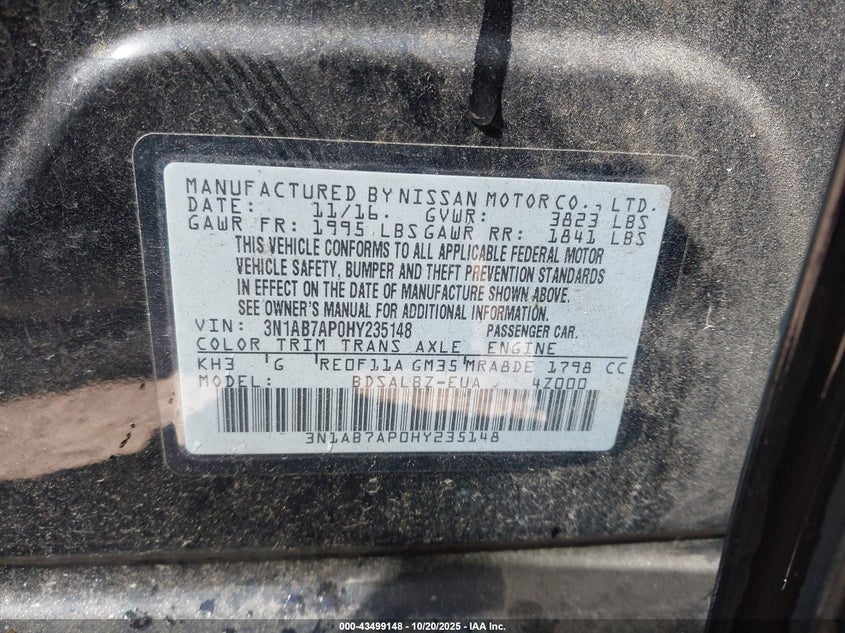 MANUFACTURED BY NISSAN MOTOR CO., LTD.
DATE: 11/16. GVWR: 3823 LBS
GAWR FR: 1995 LBS GAWR RR: 1841 LBS
THIS VEHICLE CONFORMS TO ALL APPLICABLE FEDERAL MOTOR
VEHICLE SAFETY, BUMPER AND THEFT PREVENTION STANDARDS
IN EFFECT ON THE DATE OF MANUFACTURE SHOWN ABOVE.
SEE OWNER'S MANUAL FOR ADDITIONAL INFORMATION.
VIN: 3N1AB7AP0HY235148 PASSENGER CAR.
COLOR TRIM TRANS AXLE ENGINE
KH3 G RE0F11A GM35 MRA8DE 1798 CC
MODEL: BDSALBZ-EUA 4Z000
3N1AB7AP0HY235148
000-43499148 - 10/20/2025 - IAA Inc.